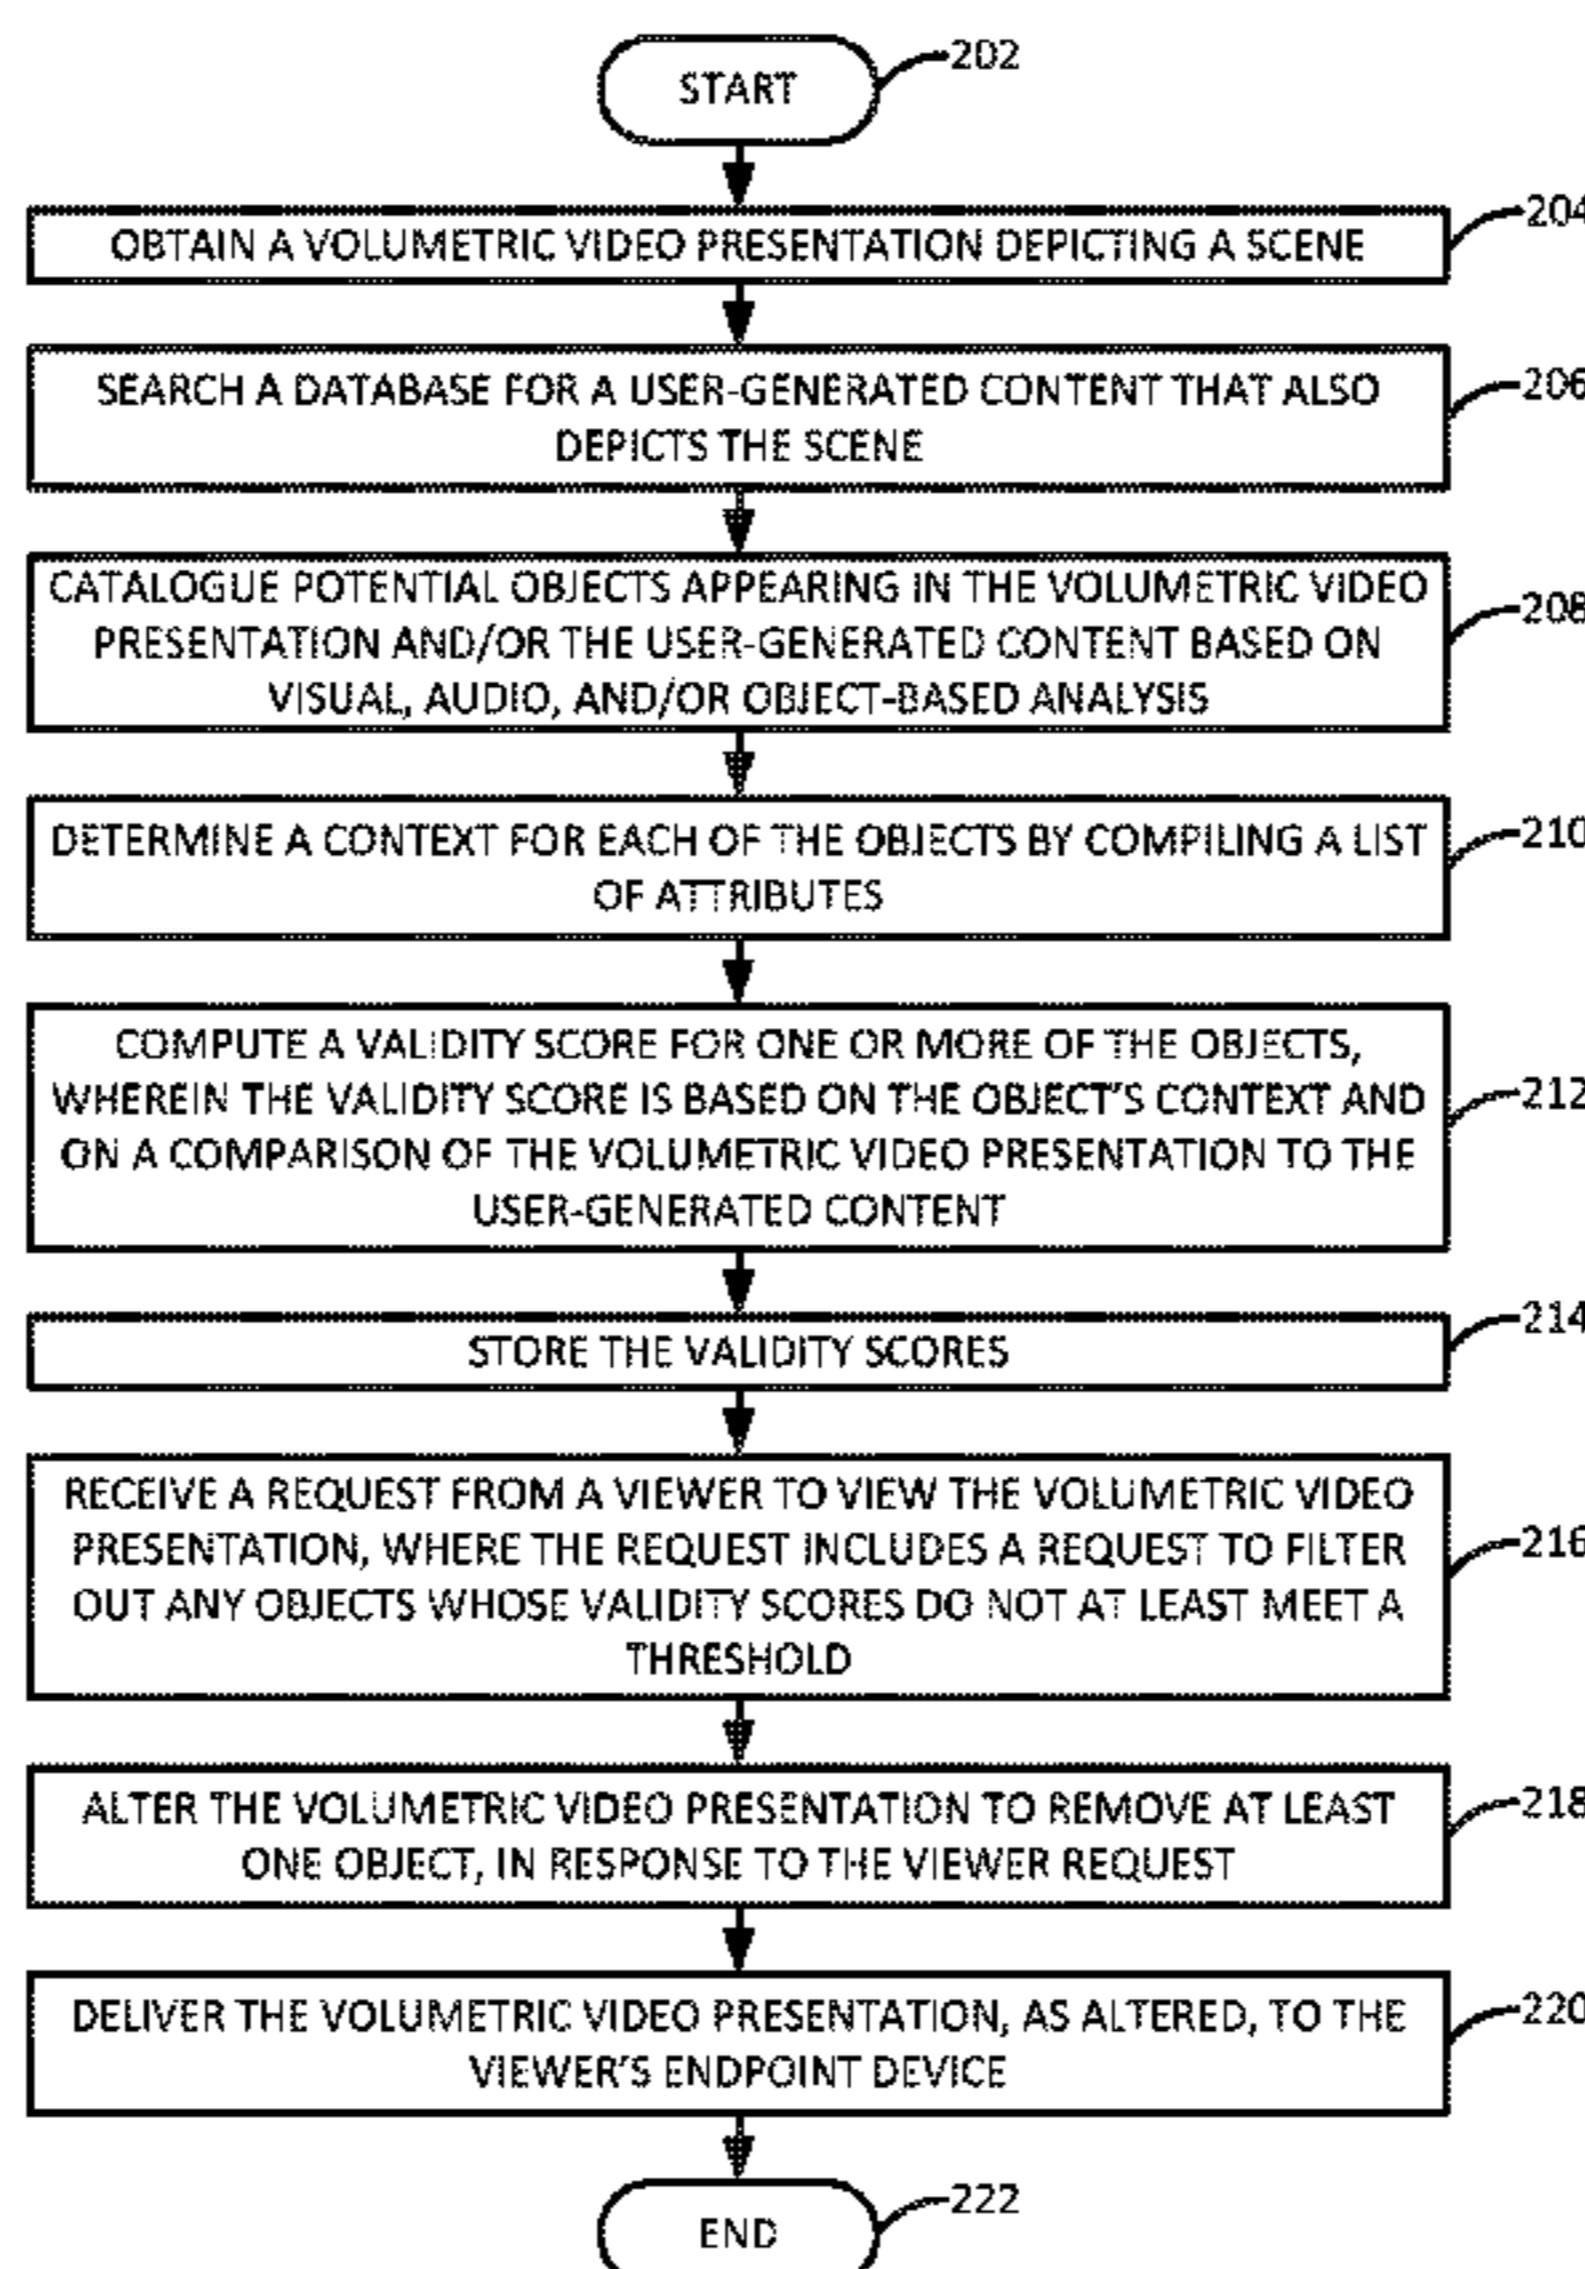 START
202
OBTAIN A VOLUMETRIC VIDEO PRESENTATION DEPICTING A SCENE
204
SEARCH A DATABASE FOR A USER-GENERATED CONTENT THAT ALSO
DEPICTS THE SCENE
206
CATALOGUE POTENTIAL OBJECTS APPEARING IN THE VOLUMETRIC VIDEO
PRESENTATION AND/OR THE USER-GENERATED CONTENT BASED ON
VISUAL, AUDIO, AND/OR OBJECT-BASED ANALYSIS
208
DETERMINE A CONTEXT FOR EACH OF THE OBJECTS BY COMPILING A LIST
OF ATTRIBUTES
210
COMPUTE A VALIDITY SCORE FOR ONE OR MORE OF THE OBJECTS,
WHEREIN THE VALIDITY SCORE IS BASED ON THE OBJECT'S CONTEXT AND
ON A COMPARISON OF THE VOLUMETRIC VIDEO PRESENTATION TO THE
USER-GENERATED CONTENT
212
STORE THE VALIDITY SCORES
214
RECEIVE A REQUEST FROM A VIEWER TO VIEW THE VOLUMETRIC VIDEO
PRESENTATION, WHERE THE REQUEST INCLUDES A REQUEST TO FILTER
OUT ANY OBJECTS WHOSE VALIDITY SCORES DO NOT AT LEAST MEET A
THRESHOLD
216
ALTER THE VOLUMETRIC VIDEO PRESENTATION TO REMOVE AT LEAST
ONE OBJECT, IN RESPONSE TO THE VIEWER REQUEST
218
DELIVER THE VOLUMETRIC VIDEO PRESENTATION, AS ALTERED, TO THE
VIEWER'S ENDPOINT DEVICE
220
END
222